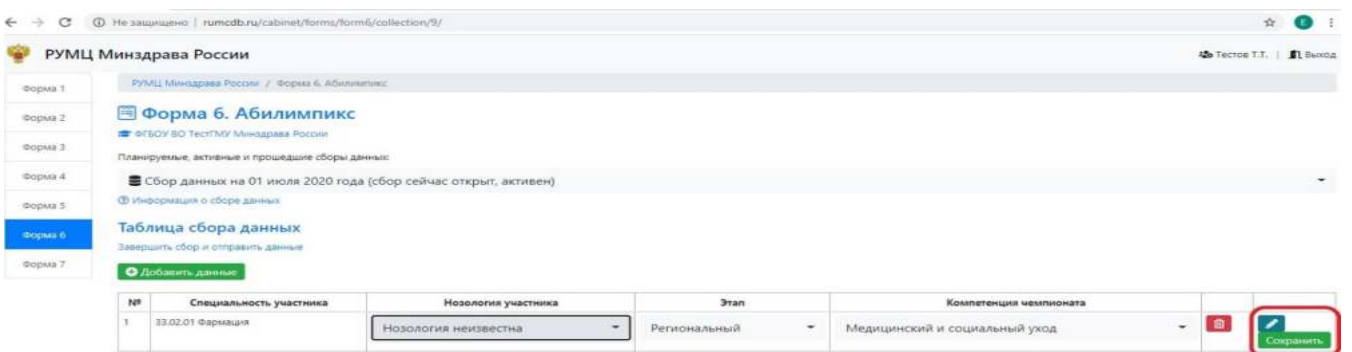 Не защищено | rumcdb.ru/cabinet/forms/form6/collection/9/
Е
РУМЦ Минздрава России
Тестов Т.Т. | Выход
РУМЦ Минздрава России / Форма 6. Абилимпикс
Форма 1
Форма 2
Форма 3
Форма 4
Форма 5
Форма 6
Форма 7
Форма 6. Абилимпикс
ФГБОУ ВО ТестГМУ Минздрава России
Планируемые, активные и прошедшие сборы данных:
Сбор данных на 01 июля 2020 года (сбор сейчас открыт, активен)
Информация о сборе данных
Таблица сбора данных
Завершить сбор и отправить данные
Добавить данные
№ Специальность участника Нозология участника Этап Компетенция чемпионата
1 33.02.01 Фармация Нозология неизвестна Региональный Медицинский и социальный уход
Сохранить